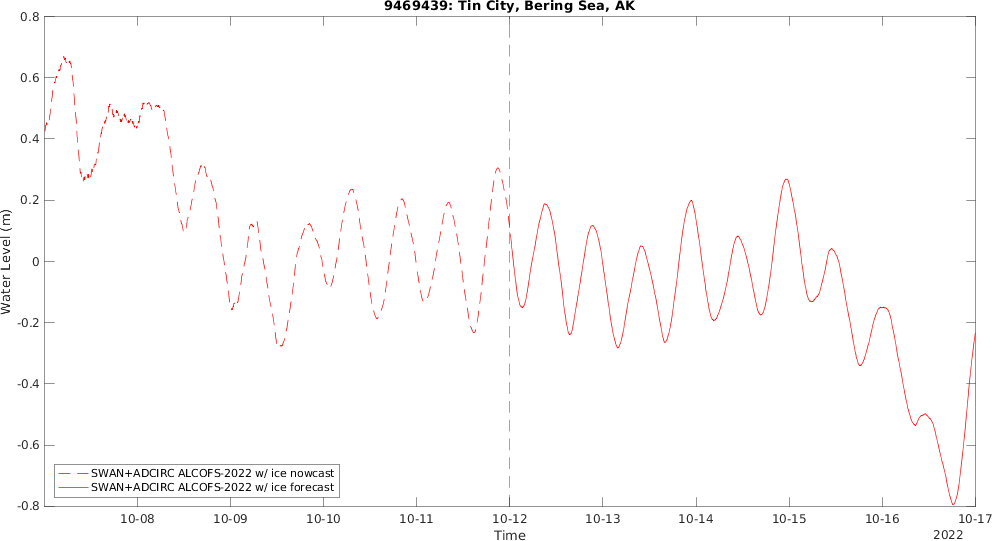 9469439: Tin City, Bering Sea, AK
0.8
0.6
0.4
0.2
0
-0.2
-0.4
-0.6
-0.8
Water Level (m)
SWAN+ADCIRC ALCOFS-2022 w/ ice nowcast
SWAN+ADCIRC ALCOFS-2022 w/ ice forecast
10-08 10-09 10-10 10-11 10-12 10-13 10-14 10-15 10-16 10-17
Time
2022